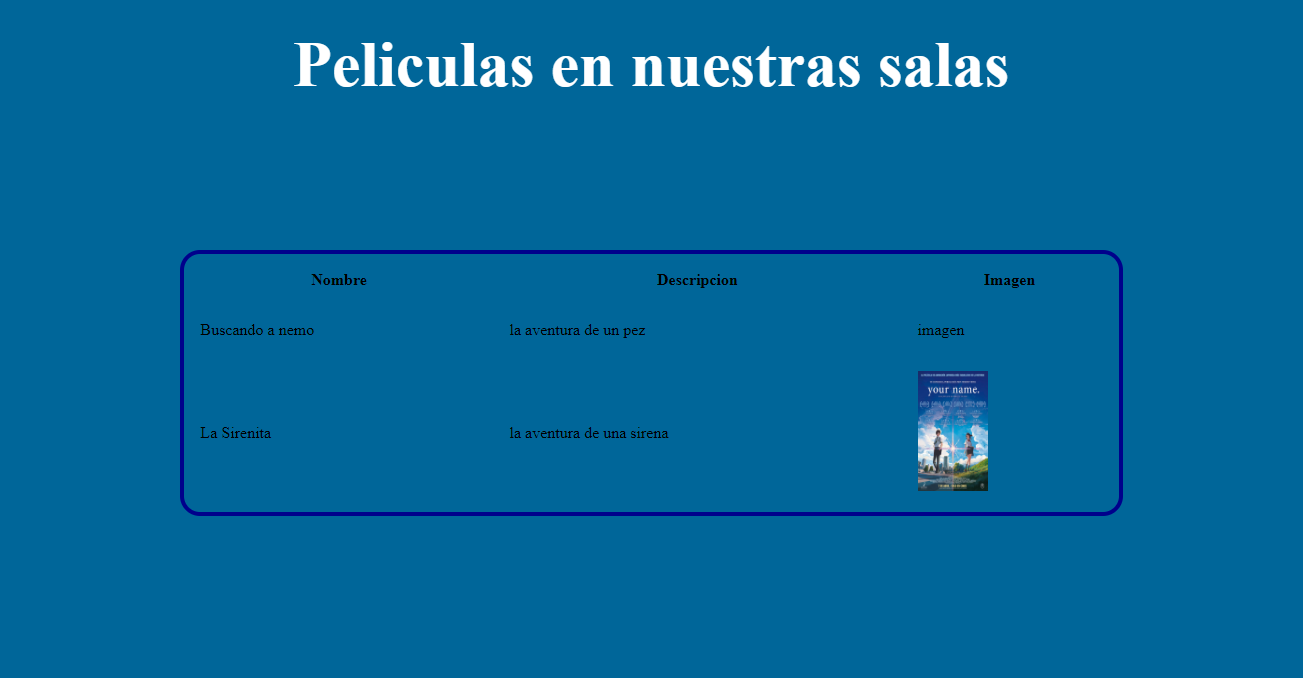 Peliculas en nuestras salas
Nombre Descripcion Imagen
Buscando a nemo la aventura de un pez imagen
your name.
La Sirenita la aventura de una sirena